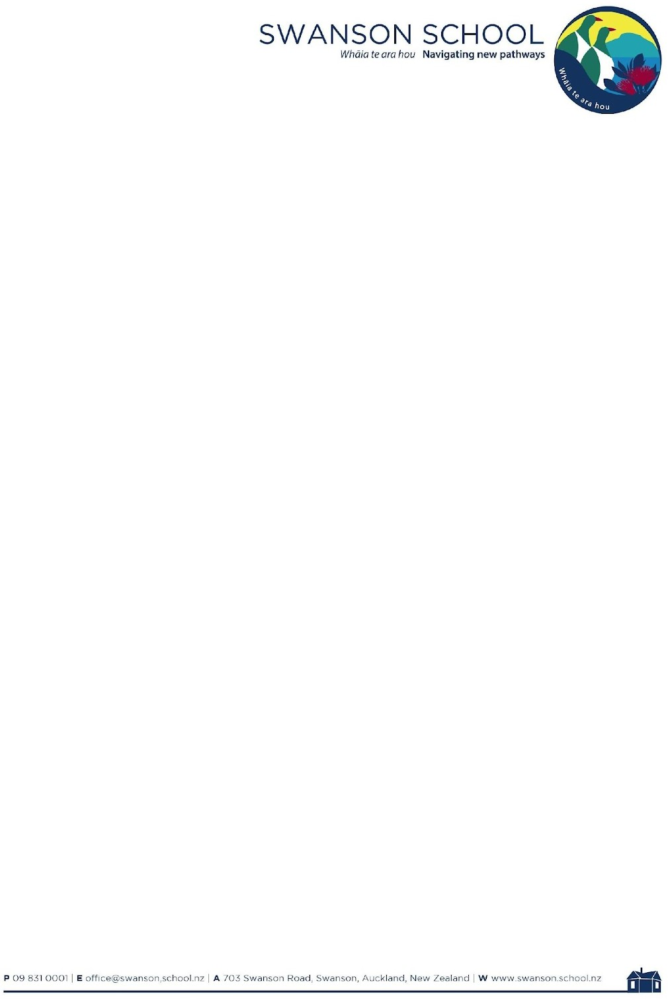 SWANSON SCHOOL
Whāia te ara hou Navigating new pathways
Whāia te ara hou
P 09 831 0001 | E office@swanson,school.nz | A 703 Swanson Road, Swanson, Auckland, New Zealand | W www.swanson.school.nz